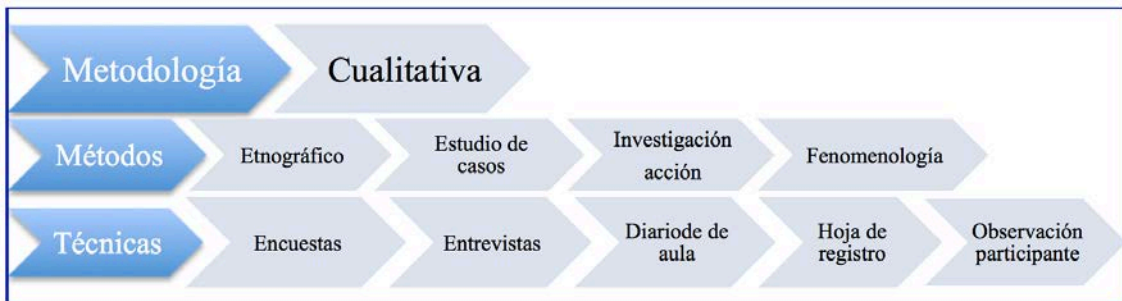 Metodología
Cualitativa
Métodos
Etnográfico
Estudio de
casos
Investigación
acción
Fenomenología
Técnicas
Encuestas
Entrevistas
Diariode de
aula
Hoja de
registro
Observación
participante